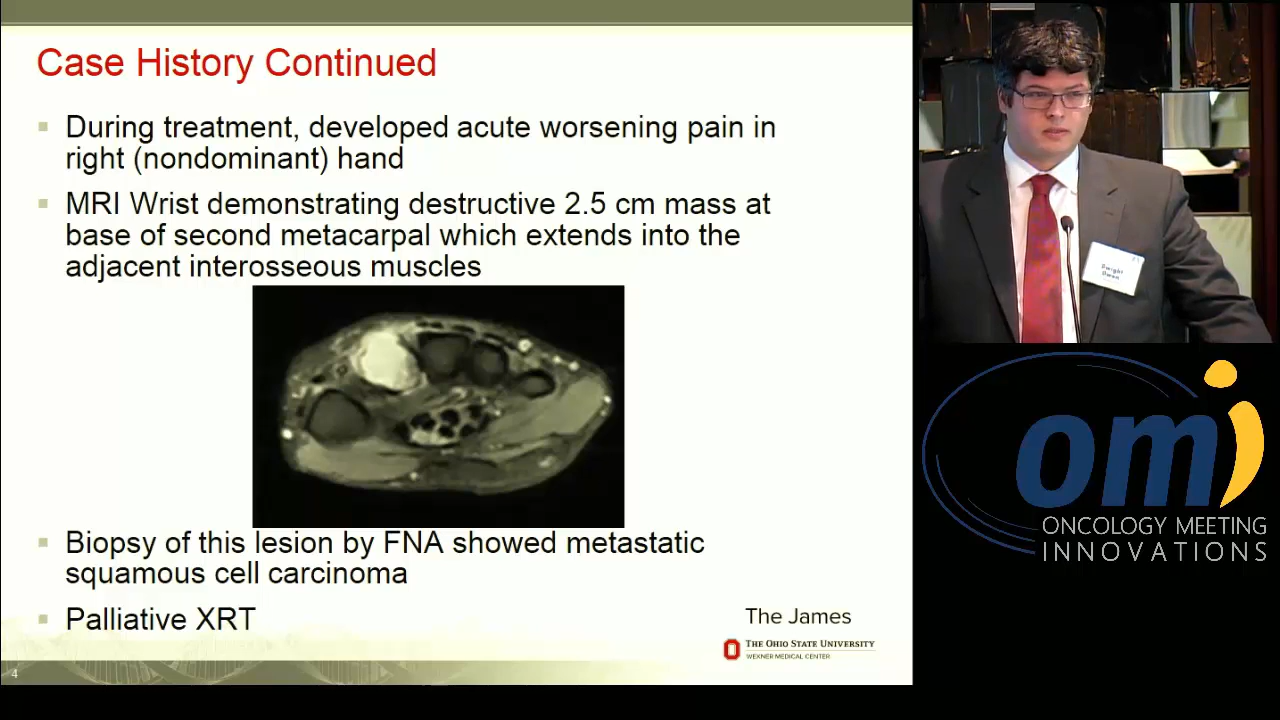 Case History Continued
During treatment, developed acute worsening pain in
right (nondominant) hand
MRI Wrist demonstrating destructive 2.5 cm mass at
base of second metacarpal which extends into the
adjacent interosseous muscles
Biopsy of this lesion by FNA showed metastatic
squamous cell carcinoma
Palliative XRT
The James
THE OHIO STATE UNIVERSITY
WEXNER MEDICAL CENTER
4
Dwight
Owen
omi
ONCOLOGY MEETING
INNOVATIONS